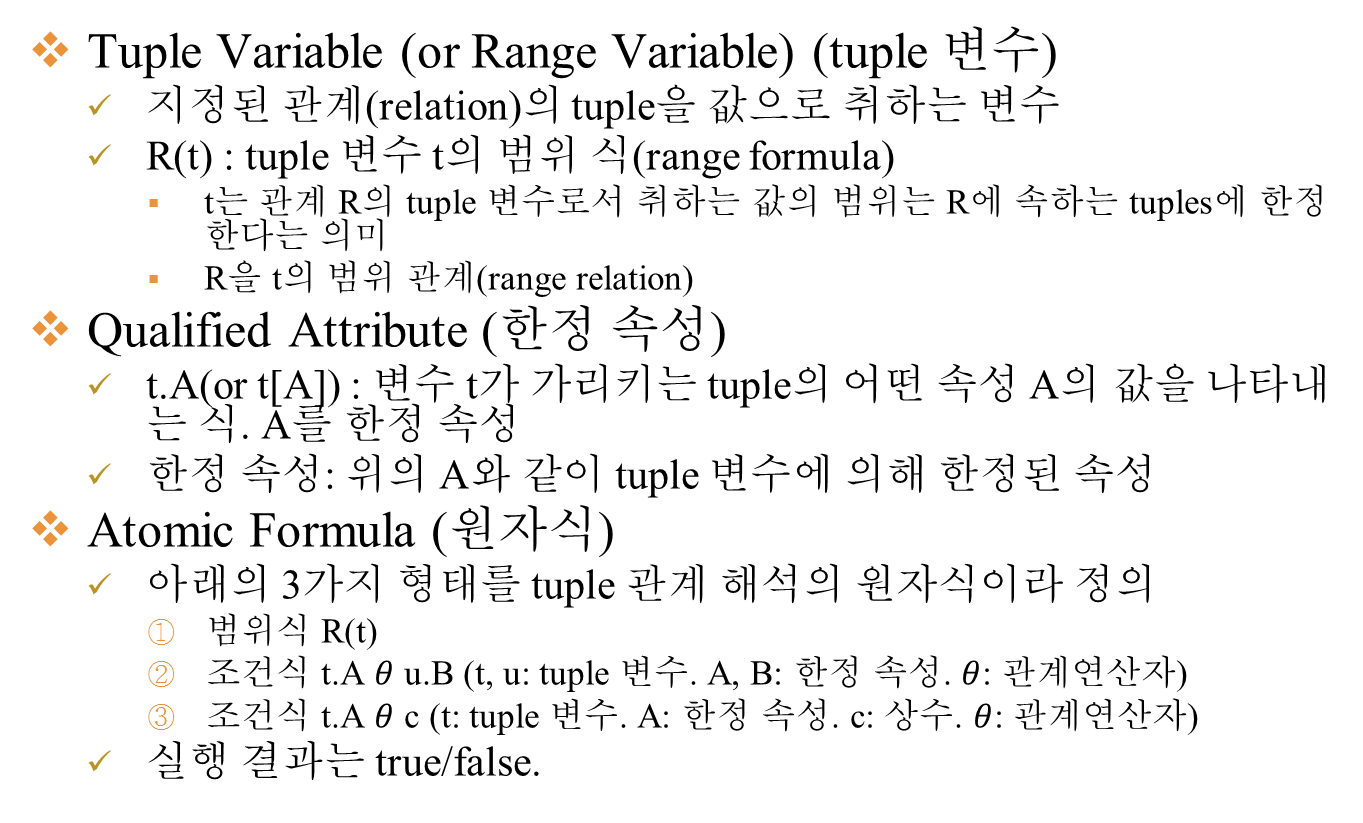 ❖ Tuple Variable (or Range Variable) (tuple 변수)
✓ 지정된 관계(relation)의 tuple을 값으로 취하는 변수
✓ R(t) : tuple 변수 t의 범위 식(range formula)
▪ t는 관계 R의 tuple 변수로서 취하는 값의 범위는 R에 속하는 tuples에 한정
한다는 의미
▪ R을 t의 범위 관계(range relation)
❖ Qualified Attribute (한정 속성)
✓ t.A(or t[A]) : 변수 t가 가리키는 tuple의 어떤 속성 A의 값을 나타내
는 식. A를 한정 속성
✓ 한정 속성: 위의 A와 같이 tuple 변수에 의해 한정된 속성
❖ Atomic Formula (원자식)
✓ 아래의 3가지 형태를 tuple 관계 해석의 원자식이라 정의
① 범위식 R(t)
② 조건식 t.A θ u.B (t, u: tuple 변수. A, B: 한정 속성. θ: 관계연산자)
③ 조건식 t.A θ c (t: tuple 변수. A: 한정 속성. c: 상수. θ: 관계연산자)
✓ 실행 결과는 true/false.